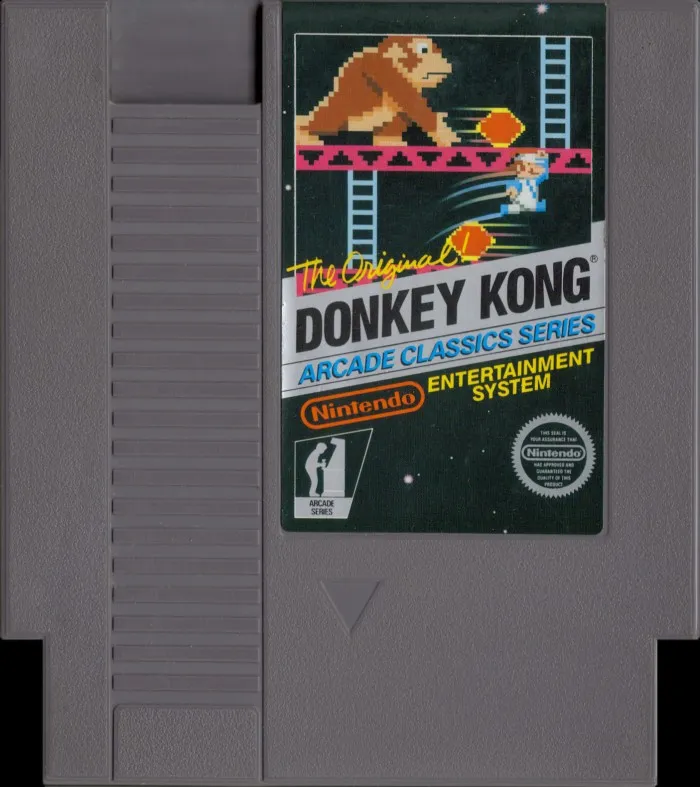 The Original!
DONKEY KONG®
ARCADE CLASSICS SERIES
Nintendo
ENTERTAINMENT
SYSTEM
ARCADE
SERIES
THIS SEAL IS
YOUR ASSURANCE THAT
Nintendo
HAS APPROVED AND
GUARANTEED THE
QUALITY OF THIS
PRODUCT